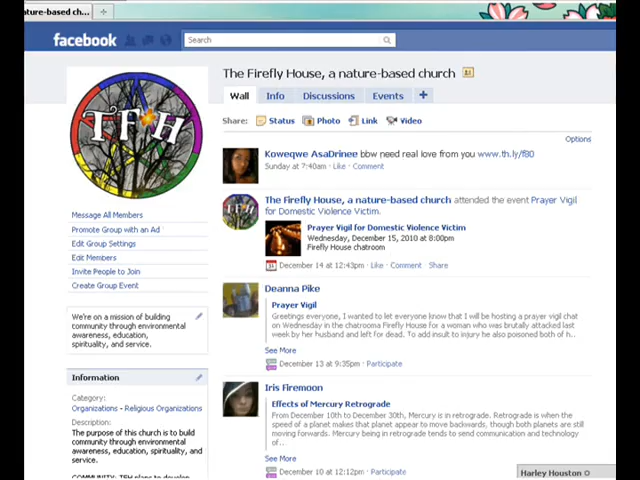 ature-based ch...
facebook
Search
The Firefly House, a nature-based church
Wall Info Discussions Events +
Share: Status Photo Link Video
Options
TFH
Message All Members
Promote Group with an Ad
Edit Group Settings
Edit Members
Invite People to Join
Create Group Event
We're on a mission of building
community through environmental
awareness, education,
spirituality, and service.
Information
Category:
Organizations - Religious Organizations
Description:
The purpose of this church is to build
community through environmental
awareness, education, spirituality, and
service.
COMMUNITY: TFH plans to develop
Koweqwe AsaDrinee bbw need real love from you www.th.ly/f80
Sunday at 7:40am · Like · Comment
The Firefly House, a nature-based church attended the event Prayer Vigil
for Domestic Violence Victim.
Prayer Vigil for Domestic Violence Victim
Wednesday, December 15, 2010 at 8:00pm
Firefly House chatroom
December 14 at 12:43pm · Like · Comment · Share
Deanna Pike
Prayer Vigil
Greetings everyone, I wanted to let everyone know that I will be hosting a prayer vigil chat
on Wednesday in the chatrooma Firefly House for a woman who was brutally attacked last
week by her husband and left for dead. To add insult to injury he also poisoned both of h..
See More
December 13 at 9:35pm · Participate
Iris Firemoon
Effects of Mercury Retrograde
From December 10th to December 30th, Mercury is in retrograde. Retrograde is when the
speed of a planet makes that planet appear to move backwards. though both planets are still
moving forwards. Mercury being in retrograde tends to send communication and technology
of..
See More
December 10 at 12:12pm · Participate
Harley Houston